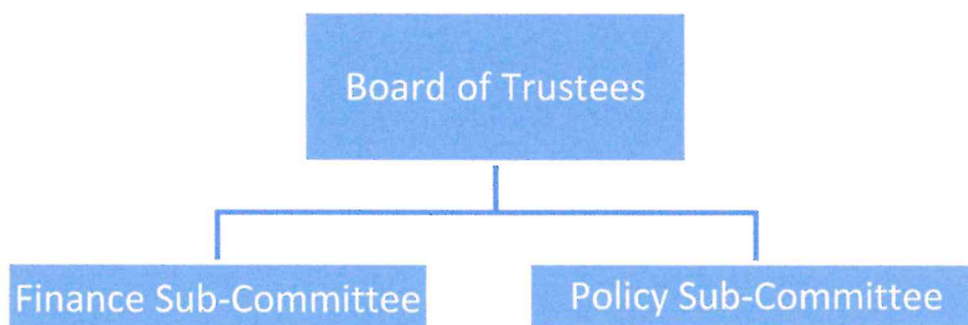 Board of Trustees
Finance Sub-Committee
Policy Sub-Committee